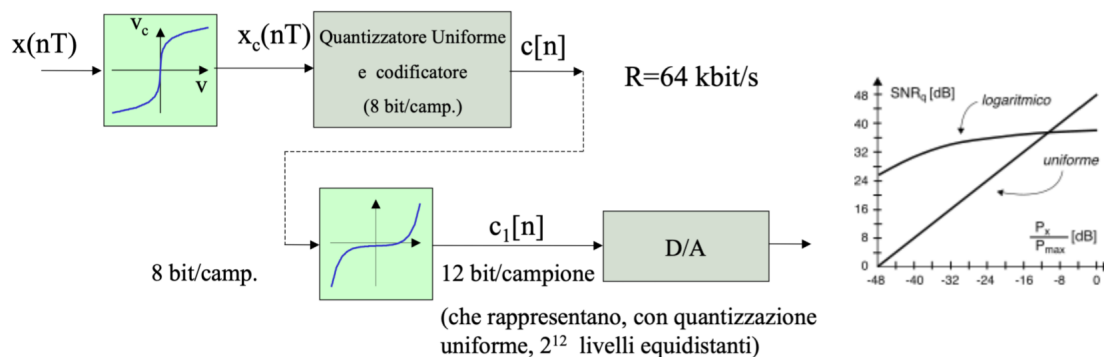 x(nT)
v_c
v
x_c(nT)
Quantizzatore Uniforme
e codificatore
(8 bit/camp.)
c[n]
R=64 kbit/s
8 bit/camp.
c_1[n]
12 bit/campione
D/A
(che rappresentano, con quantizzazione
uniforme, 2^12 livelli equidistanti)
SNR_q [dB]
logaritmico
uniforme
P_x
P_max
[dB]
48
40
32
24
16
8
0
-48 -40 -32 -24 -16 -8 0